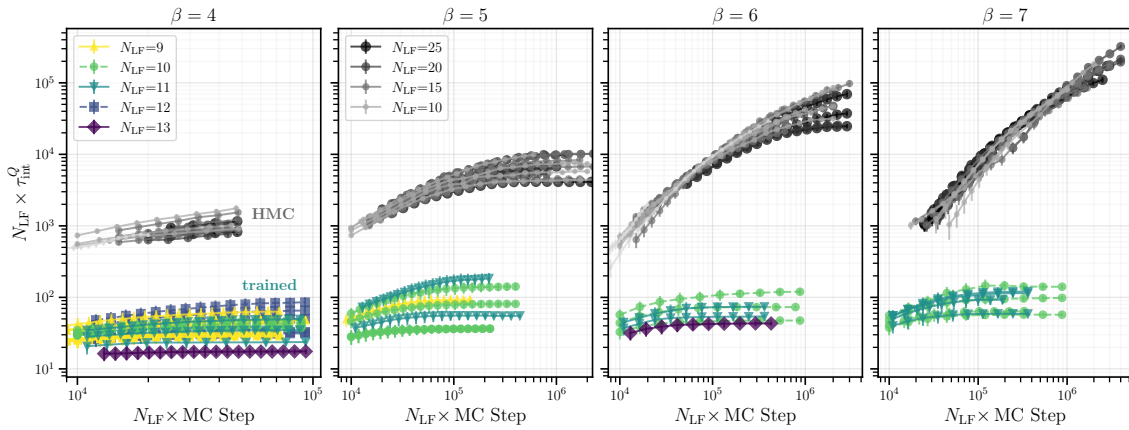 β = 4
β = 5
β = 6
β = 7
N_LF × τ^Q_int
10^5
10^4
10^3
10^2
10^1
N_LF=9
N_LF=10
N_LF=11
N_LF=12
N_LF=13
HMC
trained
N_LF=25
N_LF=20
N_LF=15
N_LF=10
10^4 10^5
10^4 10^5 10^6
10^4 10^5 10^6
10^4 10^5 10^6
N_LF× MC Step
N_LF× MC Step
N_LF× MC Step
N_LF× MC Step